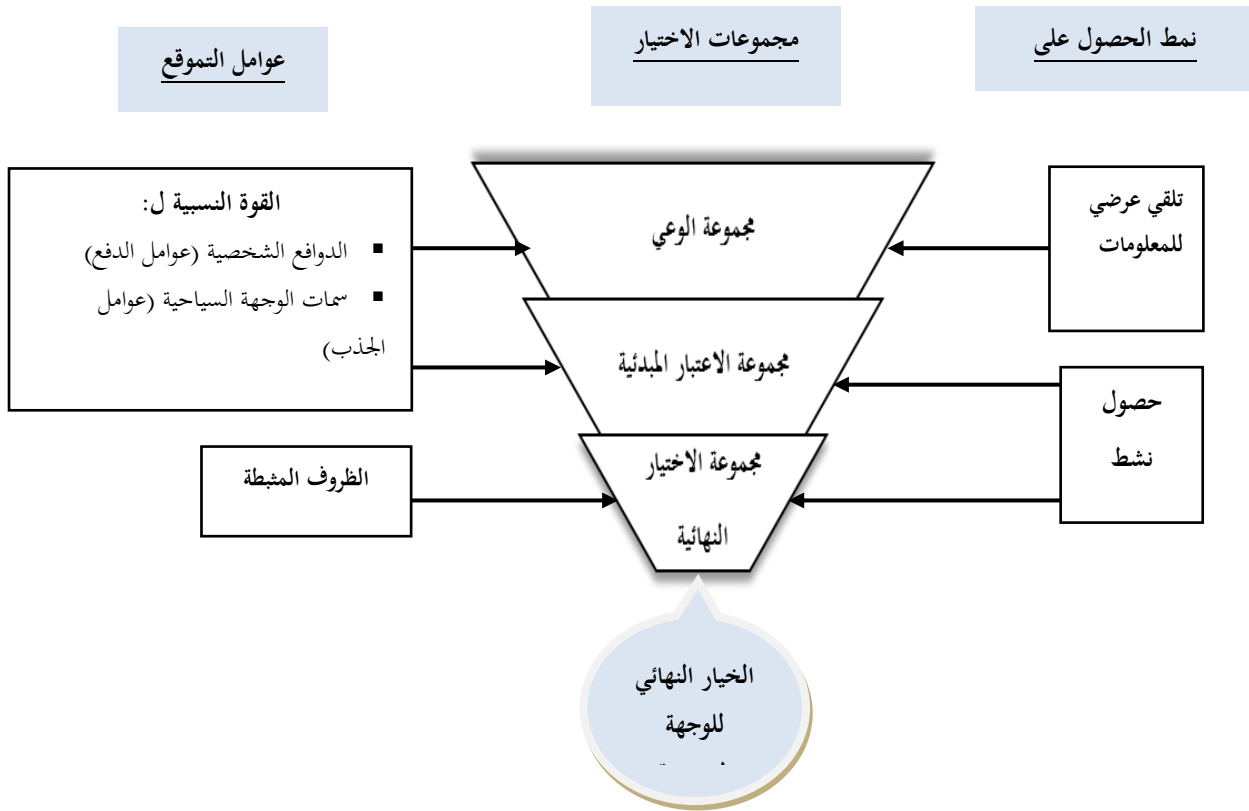 نمط الحصول على
مجموعات الاختيار
عوامل التموقع
تلقي عرضي
للمعلومات
مجموعة الوعي
القوة النسبية ل:
▪ الدوافع الشخصية (عوامل الدفع)
▪ سمات الوجهة السياحية (عوامل
الجذب)
حصول
نشط
مجموعة الاعتبار المبدئية
مجموعة الاختيار
النهائية
الظروف المثبطة
الخيار النهائي
للوجهة